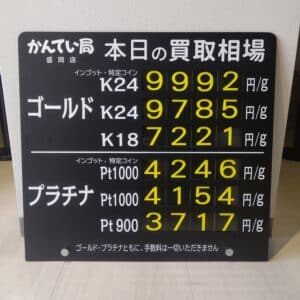 かんてい局 盛岡店 本日の買取相場
インゴット・特定コイン
K24 9992 円/g
ゴールド K24 9785 円/g
K18 7221 円/g
インゴット・特定コイン
Pt1000 4246 円/g
プラチナ Pt1000 4154 円/g
Pt900 3717 円/g
ゴールド・プラチナともに、手数料は一切いただきません